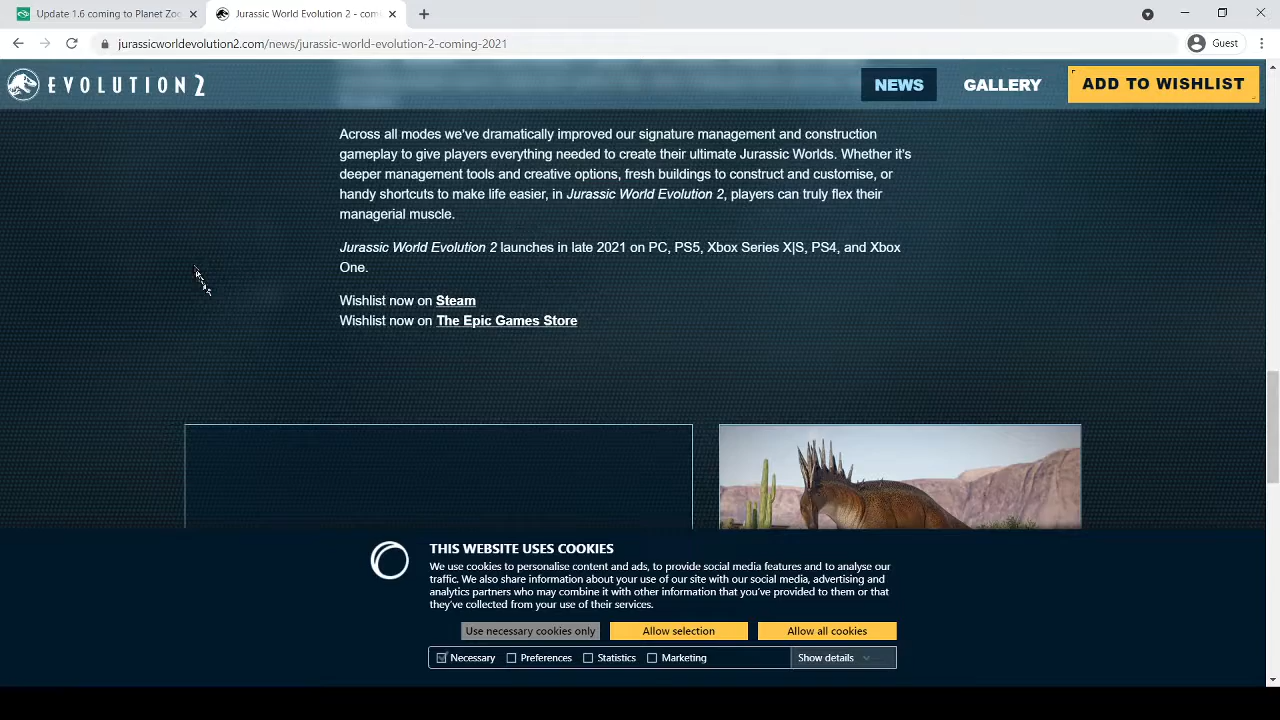 Update 1.6 coming to Planet Zoo
Jurassic World Evolution 2 - com
jurassicworldevolution2.com/news/jurassic-world-evolution-2-coming-2021
Guest
EVOLUTION 2
NEWS
GALLERY
ADD TO WISHLIST
Across all modes we've dramatically improved our signature management and construction
gameplay to give players everything needed to create their ultimate Jurassic Worlds. Whether it's
deeper management tools and creative options, fresh buildings to construct and customise, or
handy shortcuts to make life easier, in Jurassic World Evolution 2, players can truly flex their
managerial muscle.
Jurassic World Evolution 2 launches in late 2021 on PC, PS5, Xbox Series X|S, PS4, and Xbox
One.
Wishlist now on Steam
Wishlist now on The Epic Games Store
THIS WEBSITE USES COOKIES
We use cookies to personalise content and ads, to provide social media features and to analyse our
traffic. We also share information about your use of our site with our social media, advertising and
analytics partners who may combine it with other information that you've provided to them or that
they've collected from your use of their services.
Use necessary cookies only
Allow selection
Allow all cookies
Necessary
Preferences
Statistics
Marketing
Show details